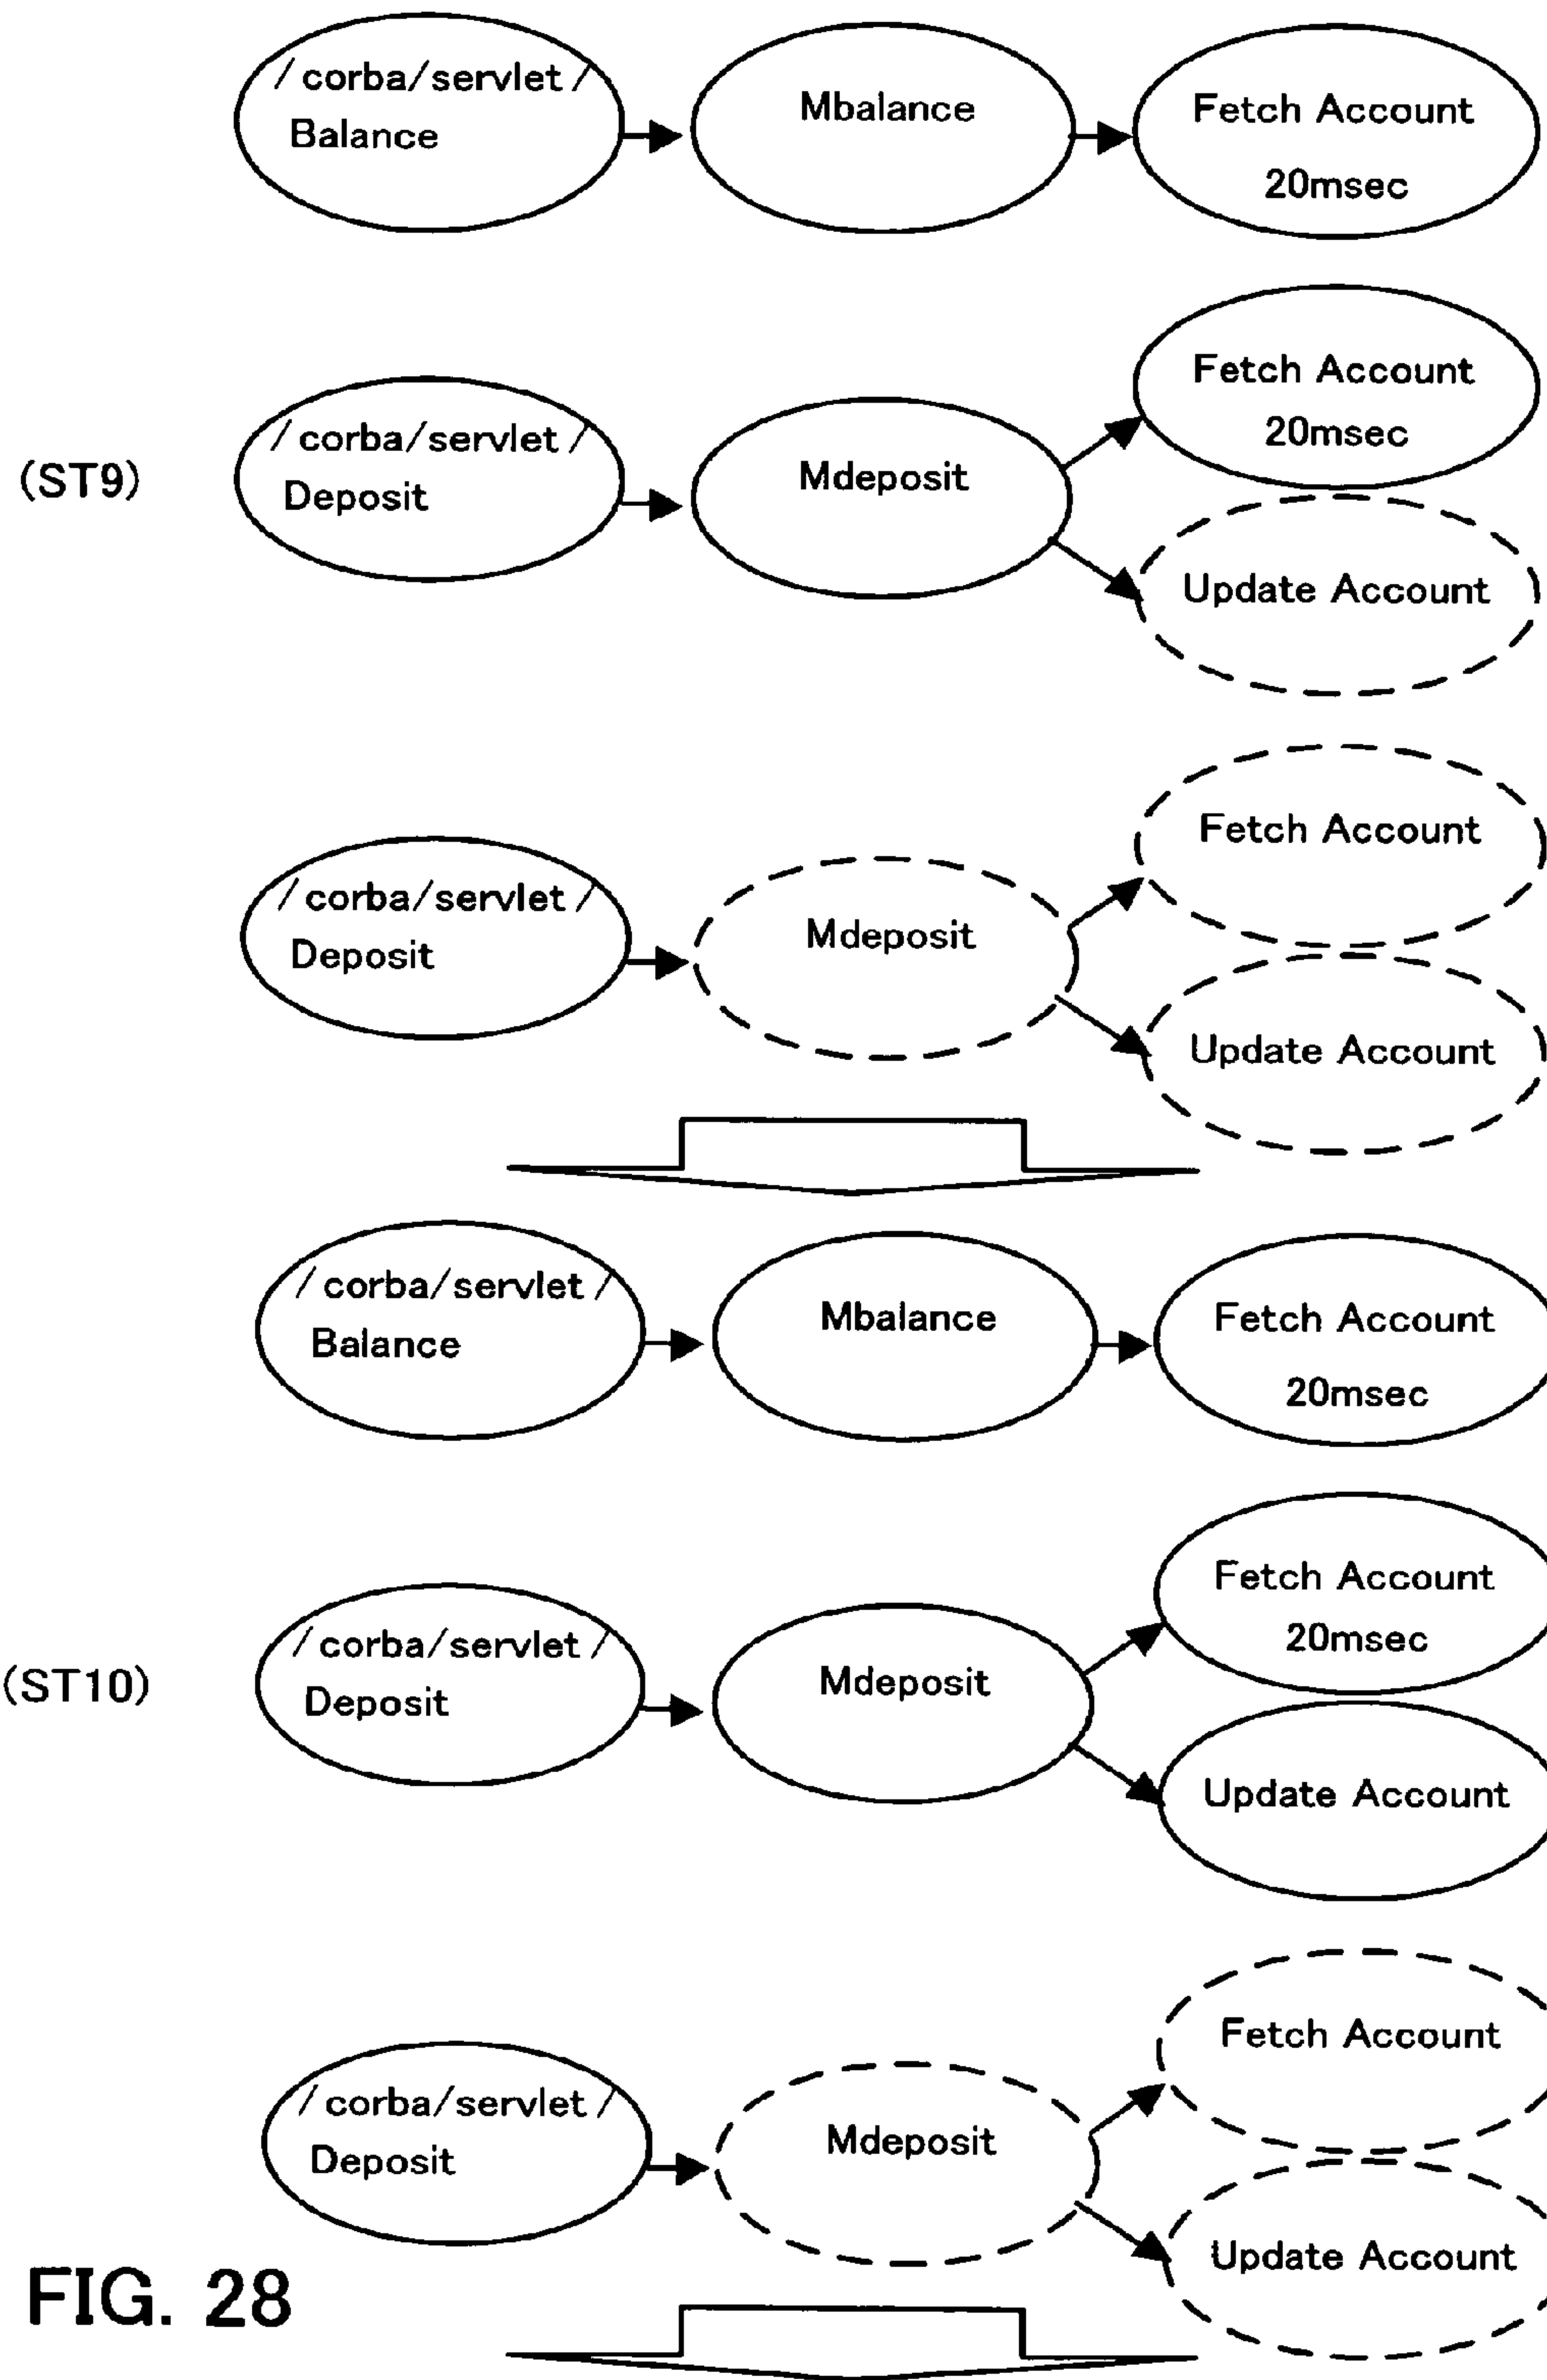 /corba/servlet/
Balance
Mbalance
Fetch Account
20msec
(ST9)
/corba/servlet/
Deposit
Mdeposit
Fetch Account
20msec
Update Account
/corba/servlet/
Deposit
Mdeposit
Fetch Account
Update Account
/corba/servlet/
Balance
Mbalance
Fetch Account
20msec
(ST10)
/corba/servlet/
Deposit
Mdeposit
Fetch Account
20msec
Update Account
/corba/servlet/
Deposit
Mdeposit
Fetch Account
Update Account
FIG. 28